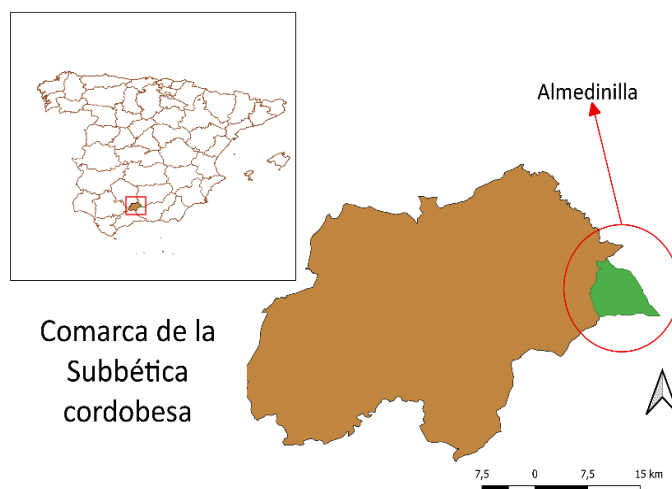 Almedinilla
Comarca de la
Subbética
cordobesa
7,5 0 7,5 15 km